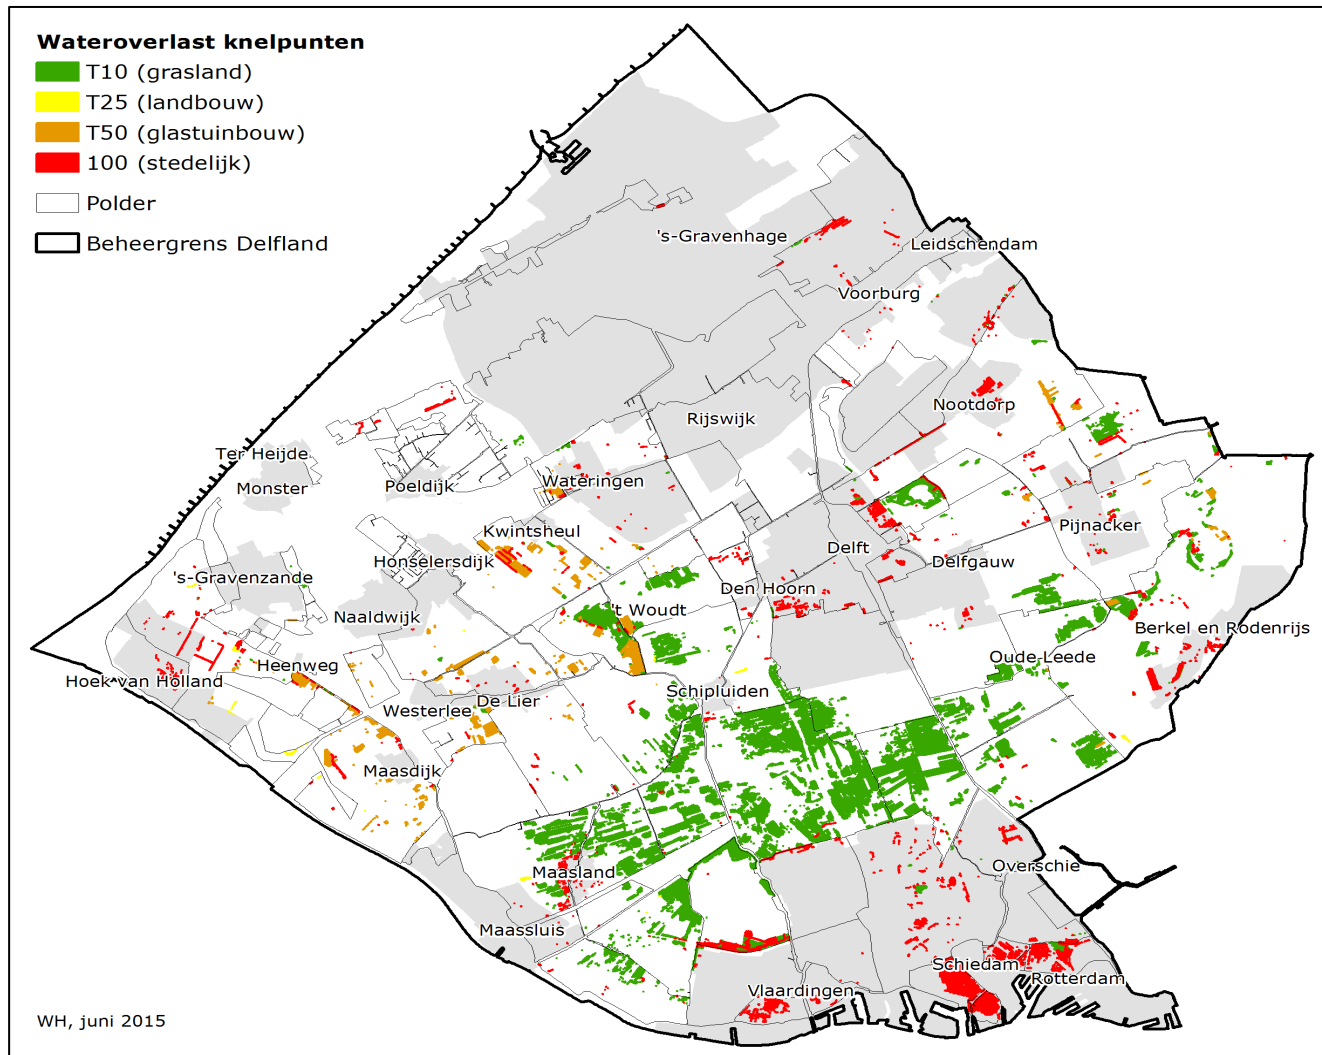 Wateroverlast knelpunten
T10 (grasland)
T25 (landbouw)
T50 (glastuinbouw)
100 (stedelijk)
Polder
Beheergrens Delfland
's-Gravenhage
Leidschendam
Voorburg
Nootdorp
Rijswijk
Ter Heijde
Monster
Poeldijk
Wateringen
Pijnacker
Kwintsheul
Delft
Honselersdijk
Delfgauw
's-Gravenzande
Den Hoorn
Naaldwijk
't Woudt
Berkel en Rodenrijs
Oude Leede
Heenweg
Hoek van Holland
Schipluiden
De Lier
Westerlee
Maasdijk
Overschie
Maasland
Maassluis
Schiedam
Rotterdam
Vlaardingen
WH, juni 2015